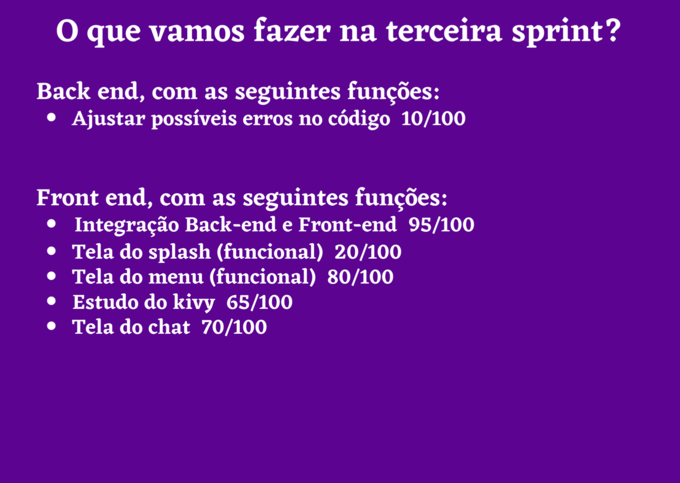 O que vamos fazer na terceira sprint?
Back end, com as seguintes funções:
• Ajustar possíveis erros no código 10/100
Front end, com as seguintes funções:
• Integração Back-end e Front-end 95/100
• Tela do splash (funcional) 20/100
• Tela do menu (funcional) 80/100
• Estudo do kivy 65/100
• Tela do chat 70/100